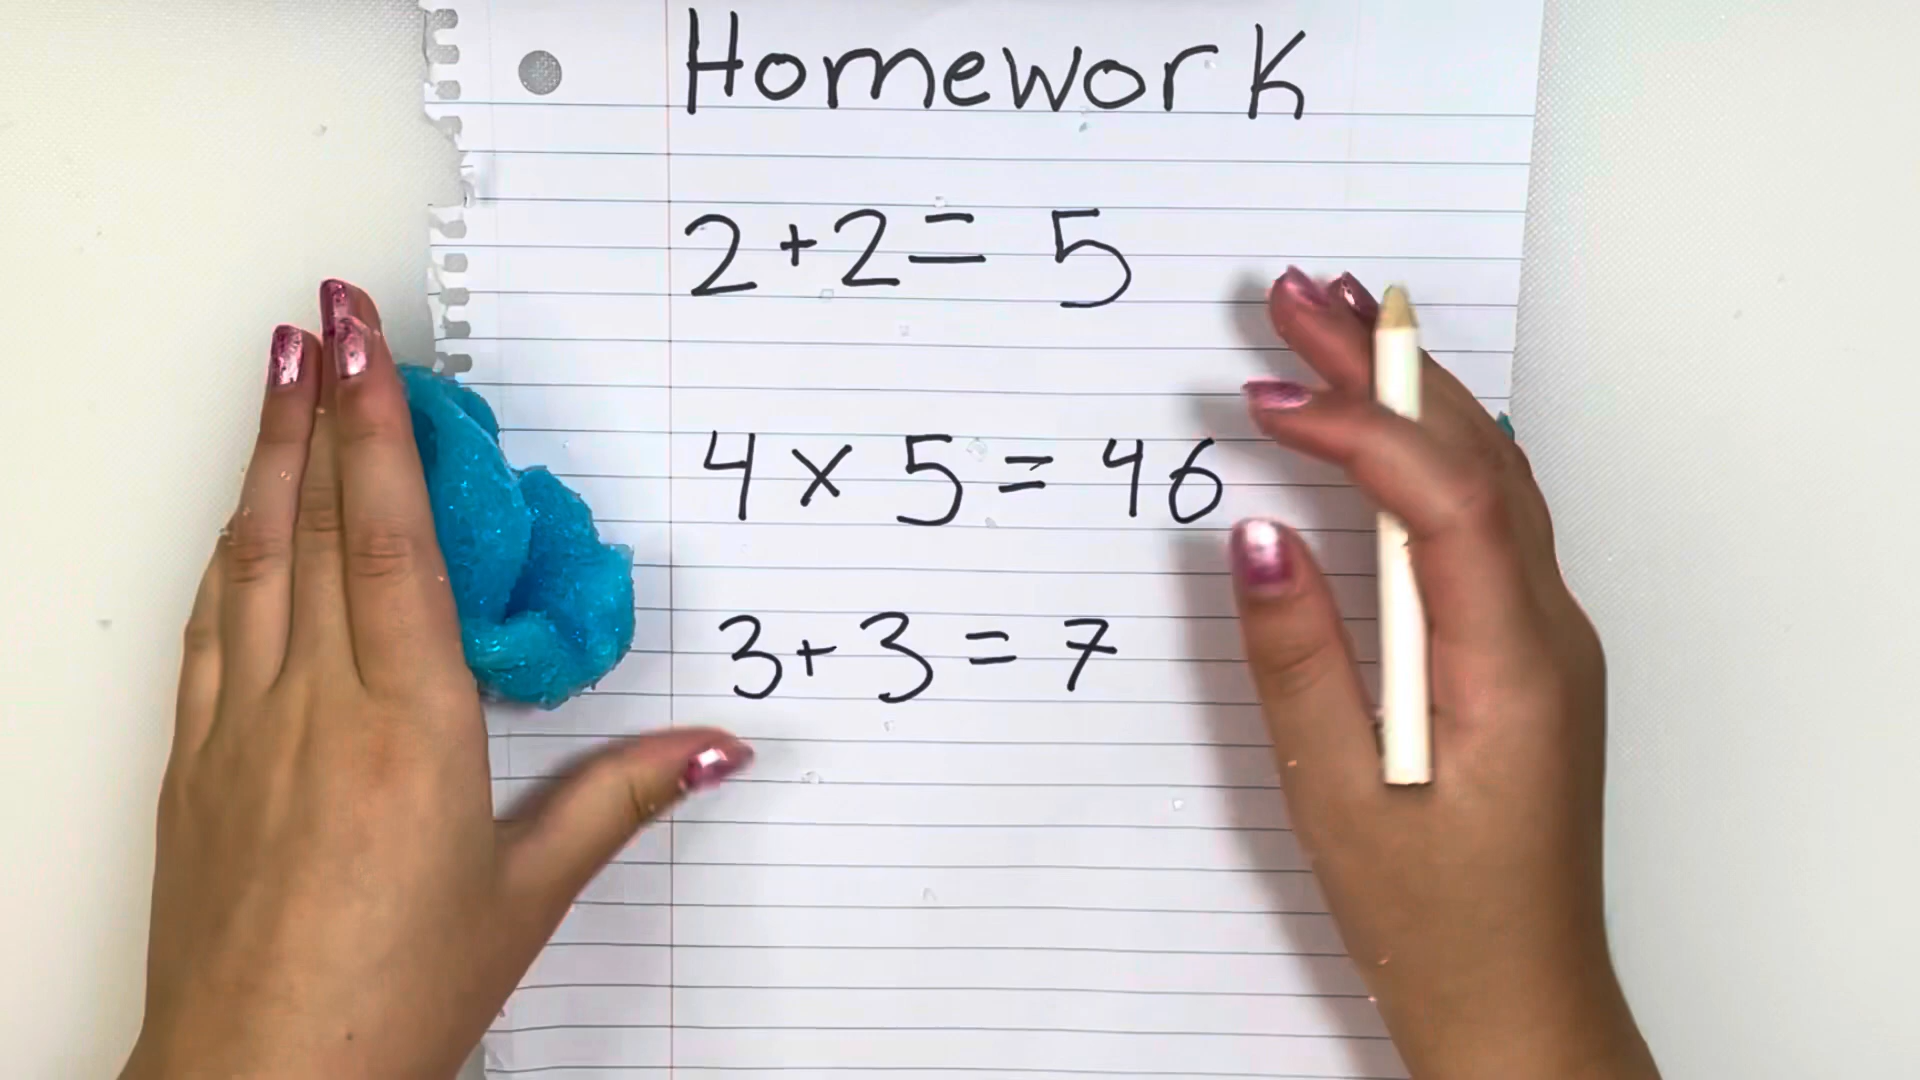 Homework
2+2= 5
4 x 5 = 46
3+3 = 7